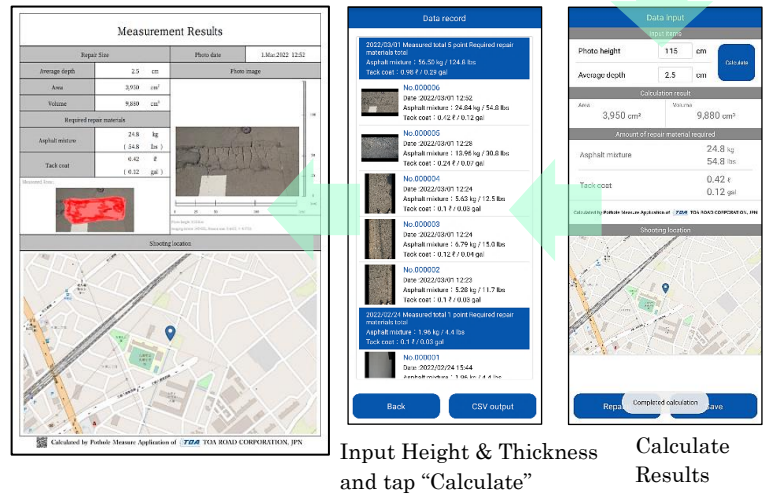 Measurement Results
Repair Size
Photo date
1.Mar.2022 12:52
Average depth
2.5 cm
Photo image
Area
3,950 cm²
Volume
9,880 cm³
Required repair materials
Asphalt mixture
24.8 kg
( 54.8 lbs )
Tack coat
0.42 ℓ
( 0.12 gal )
Shooting location
Calculated by Pothole Measure Application of TOA TOA ROAD CORPORATION, JPN
Data record
2022/03/01 Measured total 5 point Required repair
materials total
Asphalt mixture : 56.50 kg / 124.8 lbs
Tack coat : 0.98 ℓ / 0.29 gal
No.000006
Date :2022/03/01 12:52
Asphalt mixture : 24.84 kg / 54.8 lbs
Tack coat : 0.42 ℓ / 0.12 gal
No.000005
Date :2022/03/01 12:28
Asphalt mixture : 13.96 kg / 30.8 lbs
Tack coat : 0.24 ℓ / 0.07 gal
No.000004
Date :2022/03/01 12:24
Asphalt mixture : 5.63 kg / 12.5 lbs
Tack coat : 0.1 ℓ / 0.03 gal
No.000003
Date :2022/03/01 12:24
Asphalt mixture : 6.79 kg / 15.0 lbs
Tack coat : 0.12 ℓ / 0.04 gal
No.000002
Date :2022/03/01 12:23
Asphalt mixture : 5.28 kg / 11.7 lbs
Tack coat : 0.1 ℓ / 0.03 gal
2022/02/24 Measured total 1 point Required repair
materials total
Asphalt mixture : 1.96 kg / 4.4 lbs
Tack coat : 0.1 ℓ / 0.03 gal
No.000001
Date :2022/02/24 15:44
Asphalt mixture : 1.96 kg / 4.4 lbs
Back
CSV output
Input Height & Thickness
and tap “Calculate”
Data input
Input items
Photo height 115 cm
Calculate
Average depth 2.5 cm
Calculation result
Area
3,950 cm²
Volume
9,880 cm³
Amount of repair material required
Asphalt mixture
24.8 kg
54.8 lbs
Tack coat
0.42 ℓ
0.12 gal
Calculated by Pothole Measure Application of TOA TOA ROAD CORPORATION, JPN
Shooting location
Completed calculation
Calculate
Results